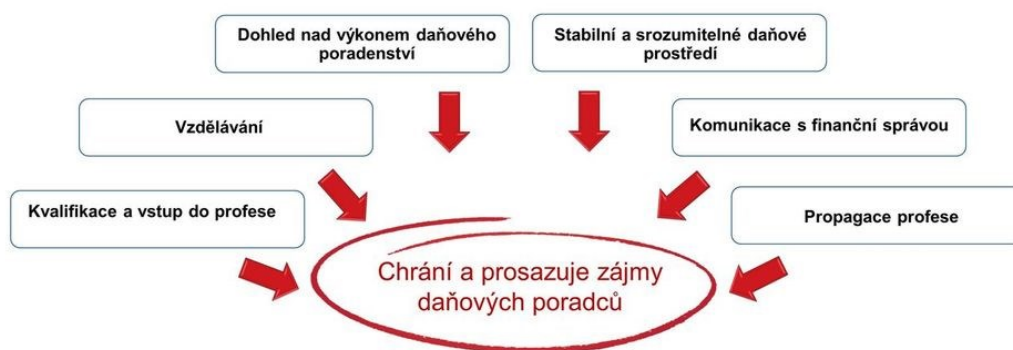 Dohled nad výkonem daňového
poradenství
Stabilní a srozumitelné daňové
prostředí
Vzdělávání
Komunikace s finanční správou
Kvalifikace a vstup do profese
Propagace profese
Chrání a prosazuje zájmy
daňových poradců